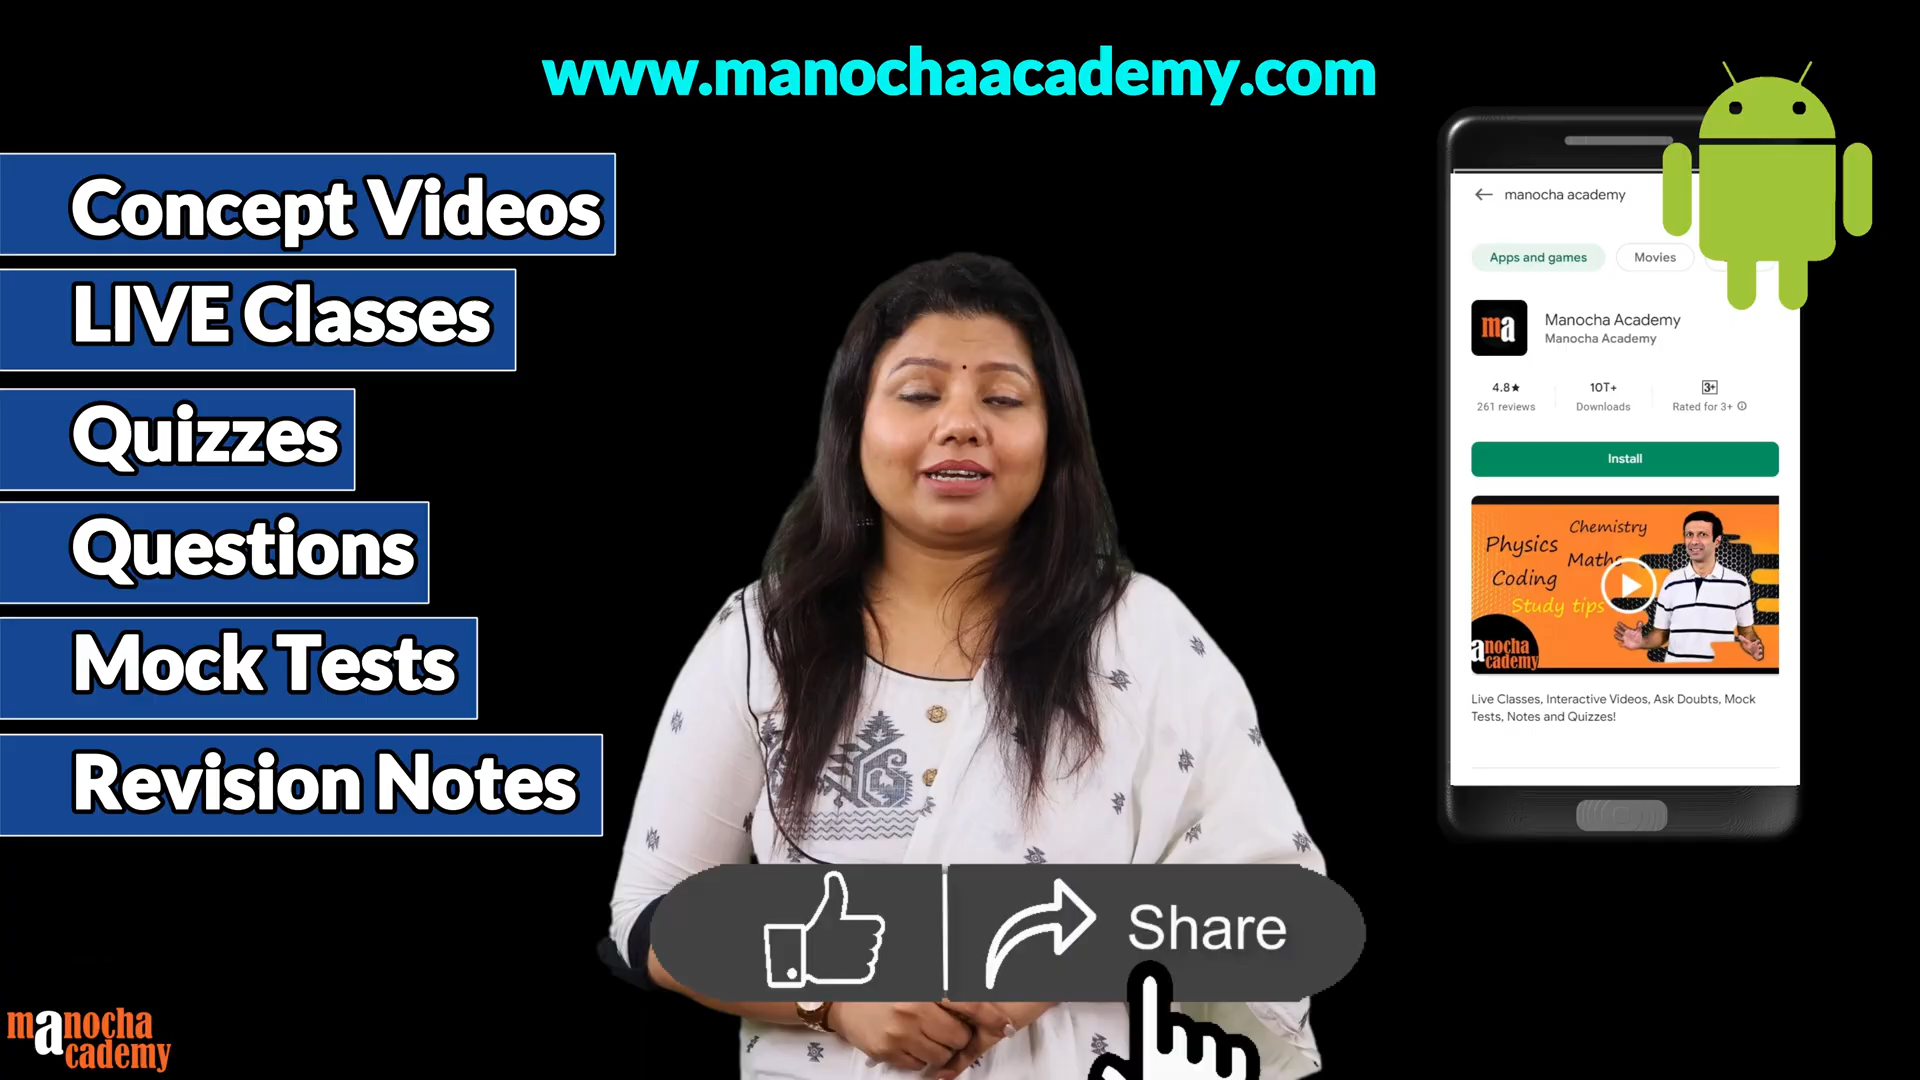 www.manochaacademy.com
Concept Videos
LIVE Classes
Quizzes
Questions
Mock Tests
Revision Notes
manocha academy
Apps and games
Movies
ma
Manocha Academy
Manocha Academy
4.8★
261 reviews
10T+
Downloads
3+
Rated for 3+
Install
Chemistry
Physics
Maths
Coding
Study tips
anocha
cademy
Live Classes, Interactive Videos, Ask Doubts, Mock
Tests, Notes and Quizzes!
Share
manocha
academy